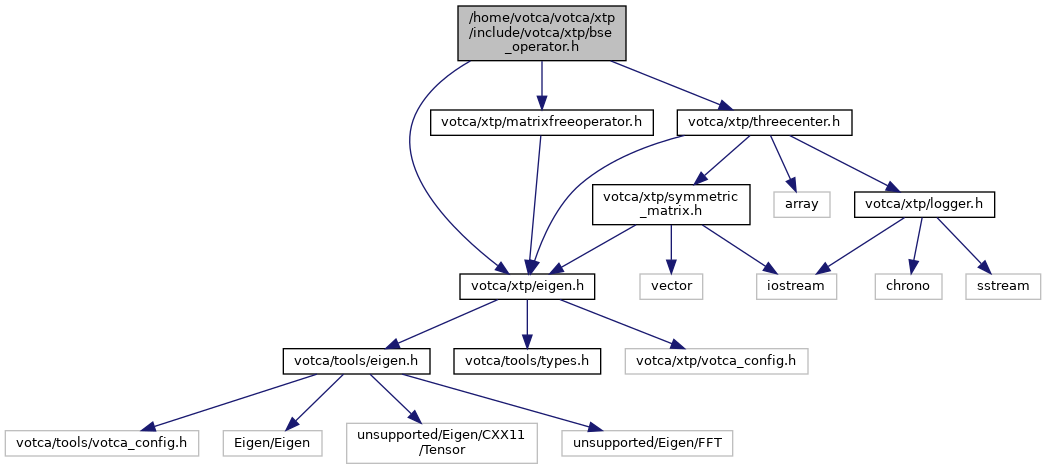 /home/votca/votca/xtp
/include/votca/xtp/bse
_operator.h
votca/xtp/matrixfreeoperator.h
votca/xtp/threecenter.h
votca/xtp/symmetric
_matrix.h
array
votca/xtp/logger.h
votca/xtp/eigen.h
vector
iostream
chrono
sstream
votca/tools/eigen.h
votca/tools/types.h
votca/xtp/votca_config.h
votca/tools/votca_config.h
Eigen/Eigen
unsupported/Eigen/CXX11
/Tensor
unsupported/Eigen/FFT